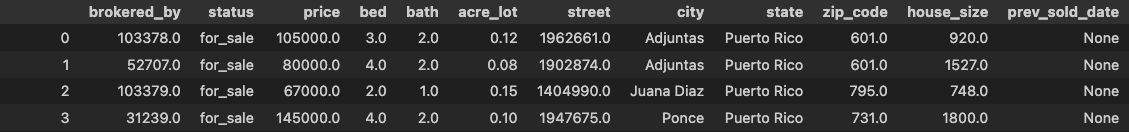 brokered_by status price bed bath acre_lot street city state zip_code house_size prev_sold_date
0 103378.0 for_sale 105000.0 3.0 2.0 0.12 1962661.0 Adjuntas Puerto Rico 601.0 920.0 None
1 52707.0 for_sale 80000.0 4.0 2.0 0.08 1902874.0 Adjuntas Puerto Rico 601.0 1527.0 None
2 103379.0 for_sale 67000.0 2.0 1.0 0.15 1404990.0 Juana Diaz Puerto Rico 795.0 748.0 None
3 31239.0 for_sale 145000.0 4.0 2.0 0.10 1947675.0 Ponce Puerto Rico 731.0 1800.0 None